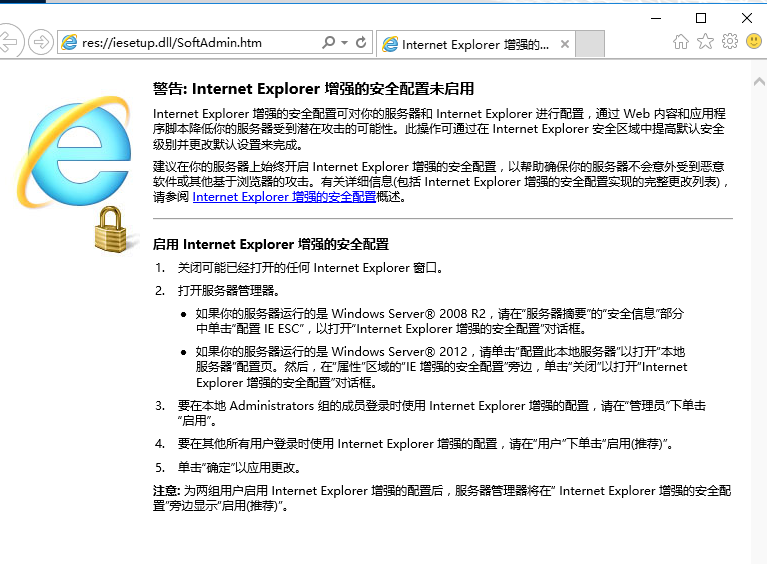 res://iesetup.dll/SoftAdmin.htm
Internet Explorer 增强的...
警告: Internet Explorer 增强的安全配置未启用
Internet Explorer 增强的安全配置可对你的服务器和 Internet Explorer 进行配置，通过 Web 内容和应用程
序脚本降低你的服务器受到潜在攻击的可能性。此操作可通过在 Internet Explorer 安全区域中提高默认安全
级别并更改默认设置来完成。
建议在你的服务器上始终开启 Internet Explorer 增强的安全配置，以帮助确保你的服务器不会意外受到恶意
软件或其他基于浏览器的攻击。有关详细信息(包括 Internet Explorer 增强的安全配置实现的完整更改列表)，
请参阅 Internet Explorer 增强的安全配置概述。
启用 Internet Explorer 增强的安全配置
1. 关闭可能已经打开的任何 Internet Explorer 窗口。
2. 打开服务器管理器。
• 如果你的服务器运行的是 Windows Server® 2008 R2，请在"服务器摘要"的"安全信息"部分
中单击"配置 IE ESC"，以打开"Internet Explorer 增强的安全配置"对话框。
• 如果你的服务器运行的是 Windows Server® 2012，请单击"配置此本地服务器"以打开"本地
服务器"配置页。然后，在"属性"区域的"IE 增强的安全配置"旁边，单击"关闭"以打开"Internet
Explorer 增强的安全配置"对话框。
3. 要在本地 Administrators 组的成员登录时使用 Internet Explorer 增强的配置，请在"管理员"下单击
"启用"。
4. 要在其他所有用户登录时使用 Internet Explorer 增强的配置，请在"用户"下单击"启用(推荐)"。
5. 单击"确定"以应用更改。
注意: 为两组用户启用 Internet Explorer 增强的配置后，服务器管理器将在" Internet Explorer 增强的安全配
置"旁边显示"启用(推荐)"。